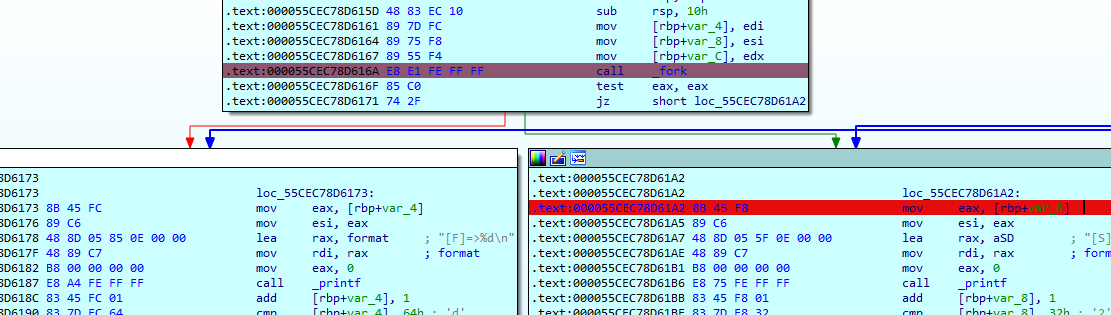 .text:000055CEC78D615D 48 83 EC 10 sub rsp, 10h
.text:000055CEC78D6161 89 7D FC mov [rbp+var_4], edi
.text:000055CEC78D6164 89 75 F8 mov [rbp+var_8], esi
.text:000055CEC78D6167 89 55 F4 mov [rbp+var_C], edx
.text:000055CEC78D616A E8 E1 FE FF FF call _fork
.text:000055CEC78D616F 85 C0 test eax, eax
.text:000055CEC78D6171 74 2F jz short loc_55CEC78D61A2
8D6173
8D6173 loc_55CEC78D6173:
8D6173 8B 45 FC mov eax, [rbp+var_4]
8D6176 89 C6 mov esi, eax
8D6178 48 8D 05 85 0E 00 00 lea rax, format ; "[F]=>%d\n"
8D617F 48 89 C7 mov rdi, rax ; format
8D6182 B8 00 00 00 00 mov eax, 0
8D6187 E8 A4 FE FF FF call _printf
8D618C 83 45 FC 01 add [rbp+var_4], 1
8D6190 83 7D FC 64 cmp [rbp+var_4], 64h ; 'd'
.text:000055CEC78D61A2
.text:000055CEC78D61A2 loc_55CEC78D61A2:
.text:000055CEC78D61A2 8B 45 F8 mov eax, [rbp+var_8]
.text:000055CEC78D61A5 89 C6 mov esi, eax
.text:000055CEC78D61A7 48 8D 05 5F 0E 00 00 lea rax, aSD ; "[S]
.text:000055CEC78D61AE 48 89 C7 mov rdi, rax ; form
.text:000055CEC78D61B1 B8 00 00 00 00 mov eax, 0
.text:000055CEC78D61B6 E8 75 FE FF FF call _printf
.text:000055CEC78D61BB 83 45 F8 01 add [rbp+var_8], 1
.text:000055CEC78D61BF 83 7D F8 32 cmp [rbp+var_8], 32h ; '2'